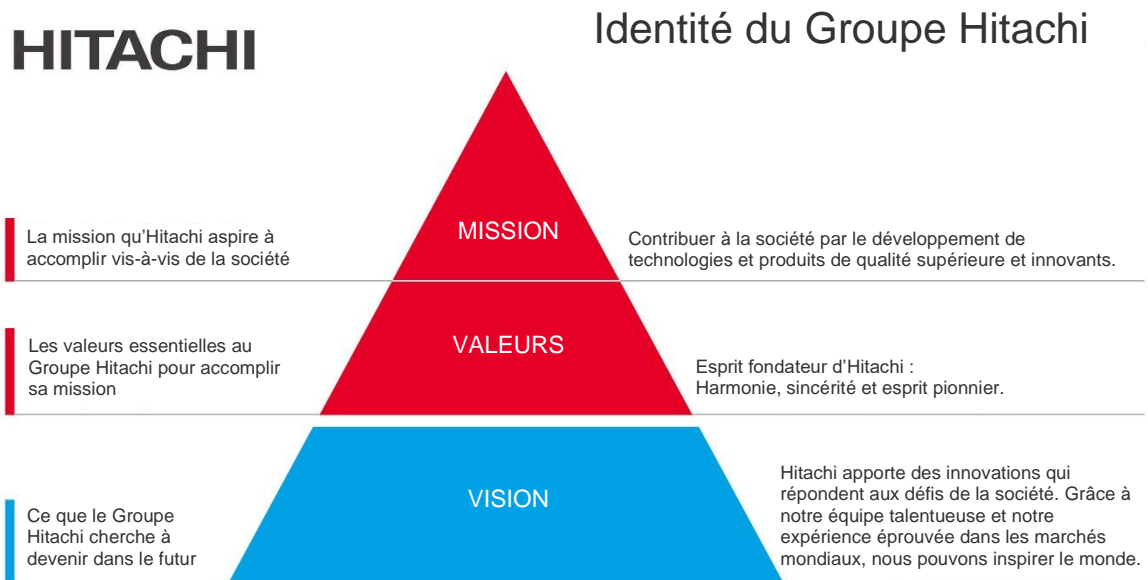 HITACHI
Identité du Groupe Hitachi
La mission qu’Hitachi aspire à
accomplir vis-à-vis de la société
MISSION
Contribuer à la société par le développement de
technologies et produits de qualité supérieure et innovants.
Les valeurs essentielles au
Groupe Hitachi pour accomplir
sa mission
VALEURS
Esprit fondateur d’Hitachi :
Harmonie, sincérité et esprit pionnier.
Ce que le Groupe
Hitachi cherche à
devenir dans le futur
VISION
Hitachi apporte des innovations qui
répondent aux défis de la société. Grâce à
notre équipe talentueuse et notre
expérience éprouvée dans les marchés
mondiaux, nous pouvons inspirer le monde.